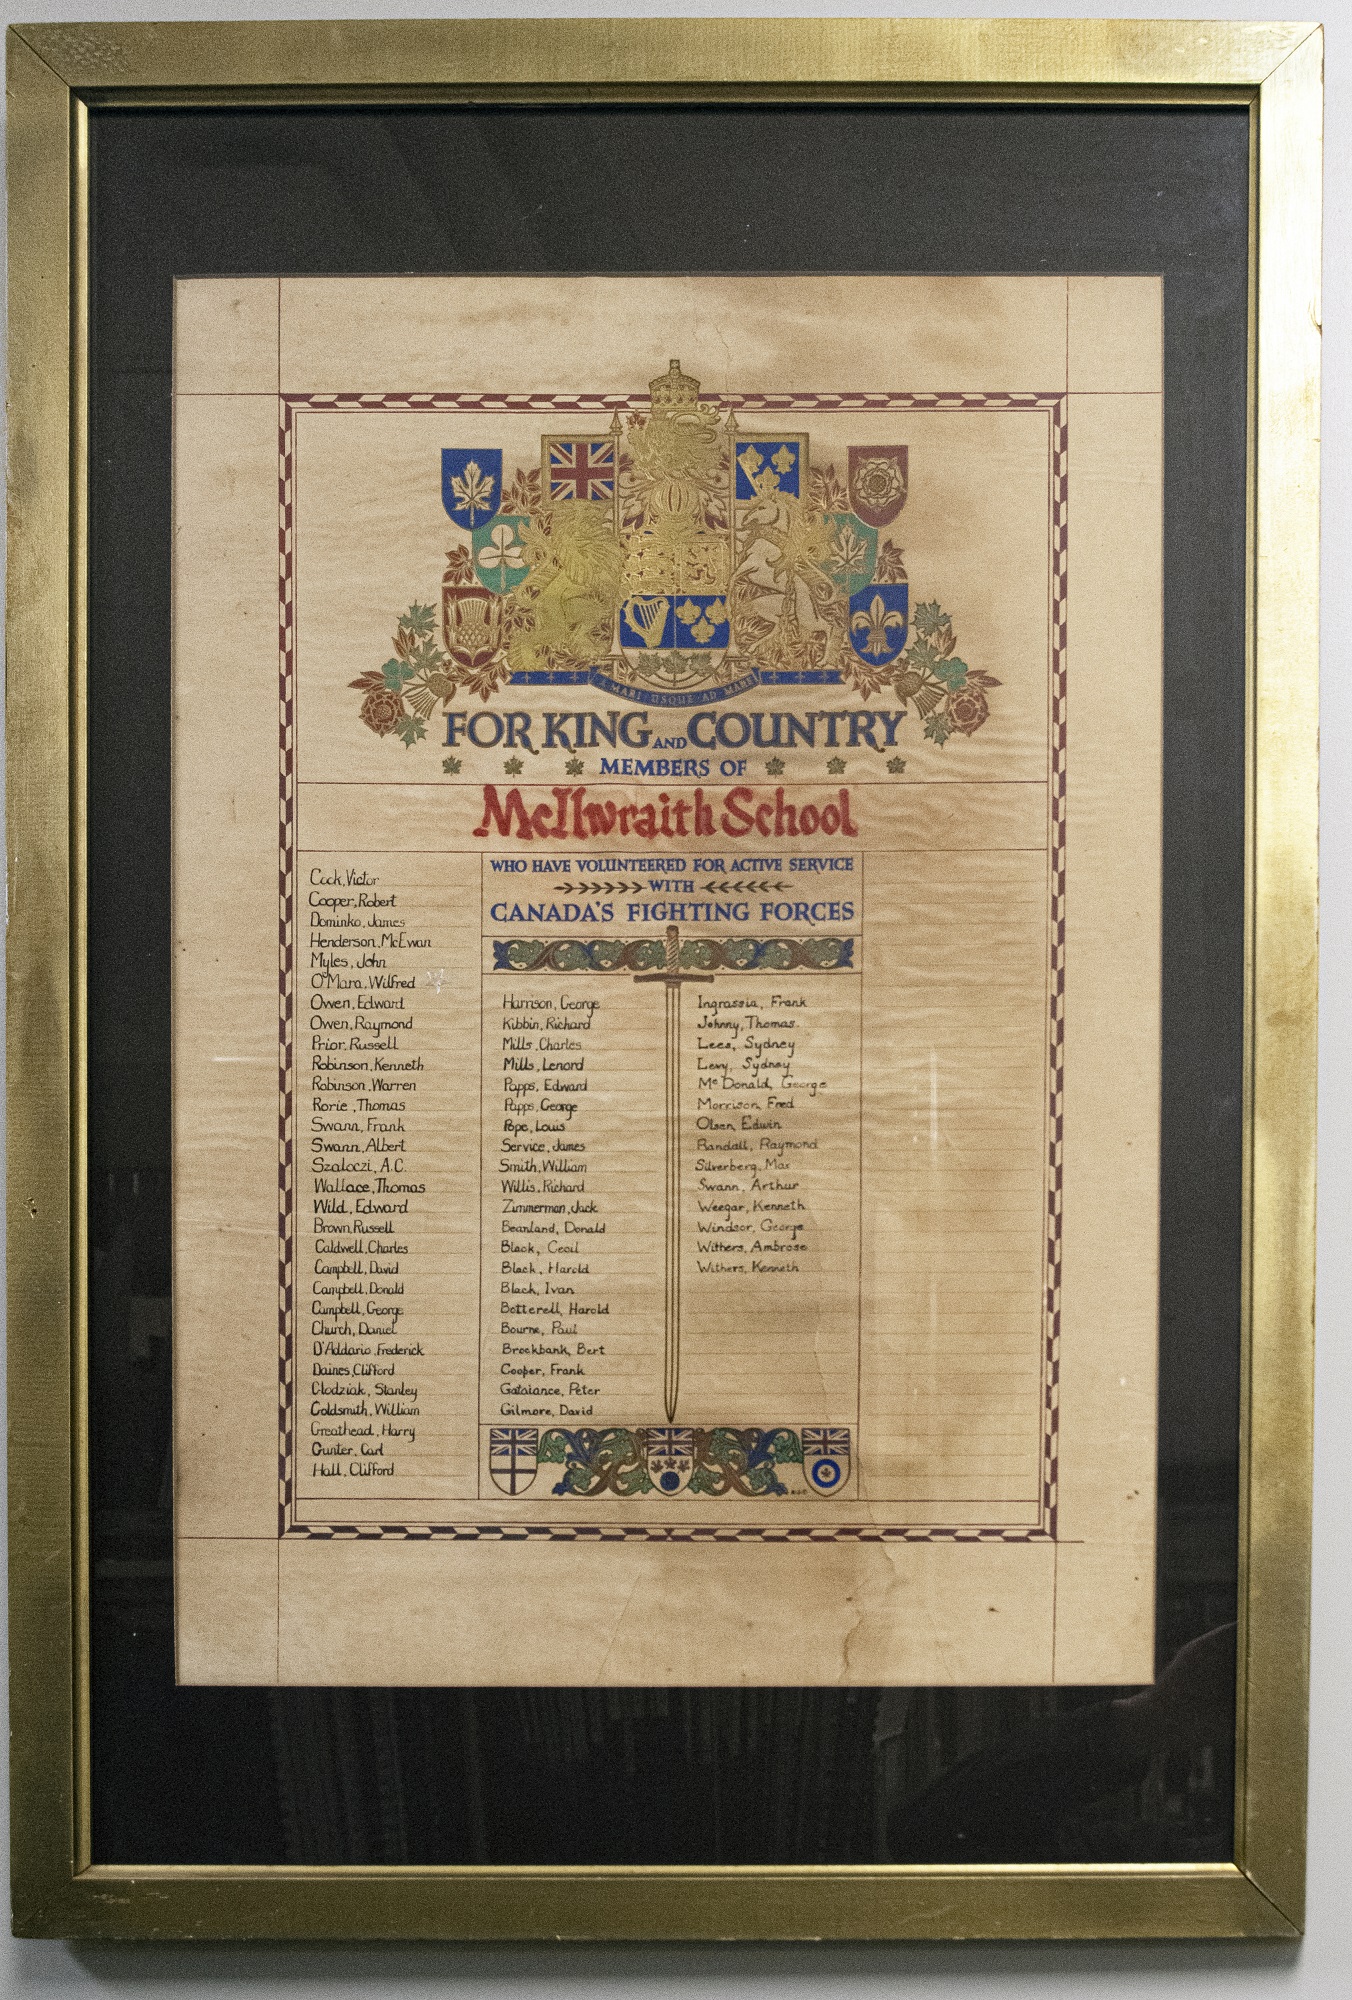 A MARI USQUE AD MARE
FOR KING AND COUNTRY
MEMBERS OF
McIlwraith School
WHO HAVE VOLUNTEERED FOR ACTIVE SERVICE
WITH
CANADA'S FIGHTING FORCES
Cock, Victor
Cooper, Robert
Dominko, James
Henderson, McEwan
Myles, John
O'Mara, Wilfred
Owen, Edward
Owen, Raymond
Prior, Russell
Robinson, Kenneth
Robinson, Warren
Rorie, Thomas
Swann, Frank
Swann, Albert
Szaloczi, A.C.
Wallace, Thomas
Wild, Edward
Brown, Russell
Caldwell, Charles
Campbell, David
Campbell, Donald
Campbell, George
Church, Daniel
D'Addario, Frederick
Daines, Clifford
Glodziak, Stanley
Goldsmith, William
Greathead, Harry
Gunter, Carl
Hall, Clifford
Harrison, George
Kibbin, Richard
Mills, Charles
Mills, Lenord
Papps, Edward
Papps, George
Pope, Louis
Service, James
Smith, William
Willis, Richard
Zimmerman, Jack
Beanland, Donald
Black, Cecil
Black, Harold
Black, Ivan
Botterell, Harold
Bourne, Paul
Brockbank, Bert
Cooper, Frank
Gataiance, Peter
Gilmore, David
Ingrassia, Frank
Johnny, Thomas
Lees, Sydney
Levy, Sydney
McDonald, George
Morrison, Fred
Olsen, Edwin
Randall, Raymond
Silverberg, Max
Swann, Arthur
Weegar, Kenneth
Windsor, George
Withers, Ambrose
Withers, Kenneth